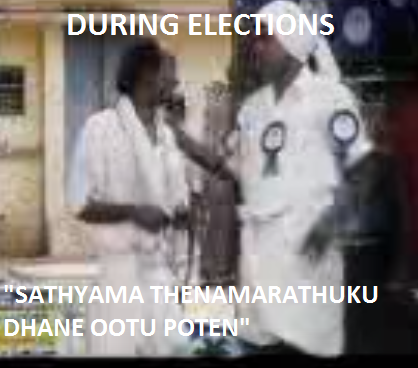 DURING ELECTIONS
"SATHYAMA THENAMARATHUKU
DHANE OOTU POTEN"